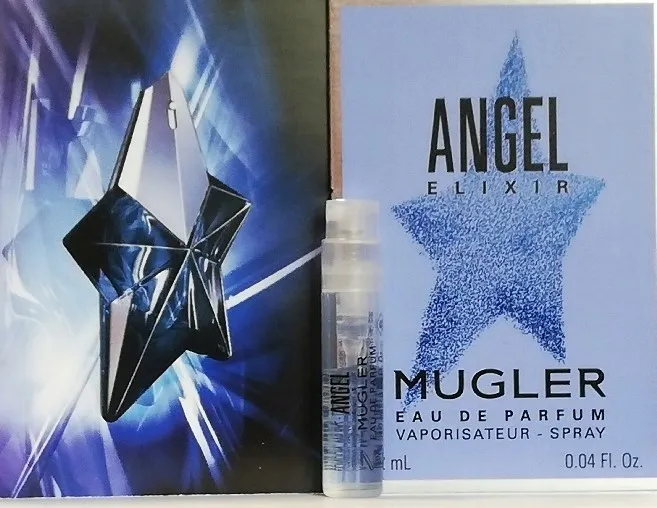 ANGEL
ELIXIR
MUGLER
EAU DE PARFUM
VAPORISATEUR - SPRAY
mL
0.04 Fl. Oz.
ANGEL
MUGLER
EAU DE PARFUM